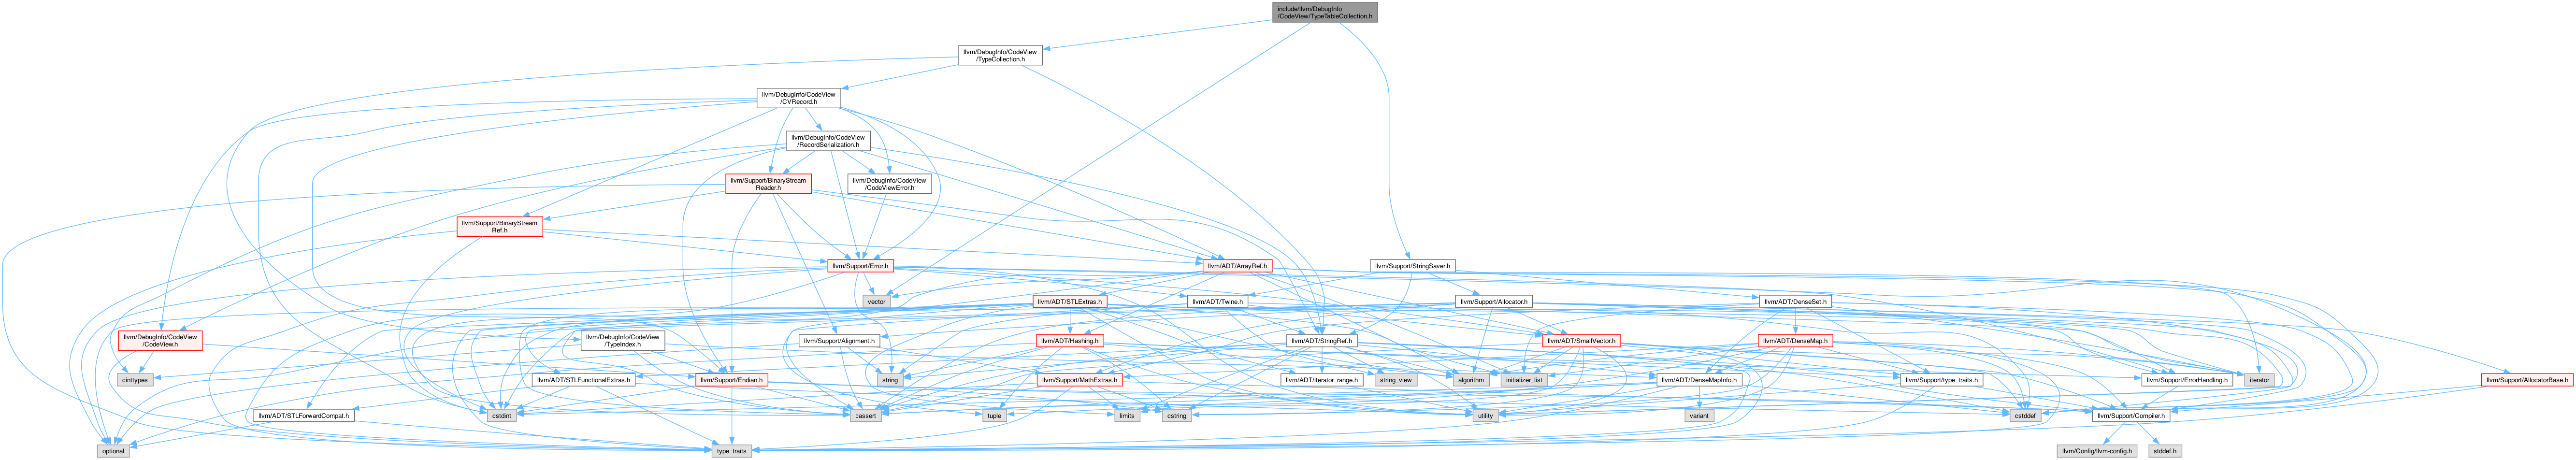 include/llvm/DebugInfo
/CodeView/TypeTableCollection.h
llvm/DebugInfo/CodeView
/TypeCollection.h
llvm/DebugInfo/CodeView
/CVRecord.h
llvm/DebugInfo/CodeView
/RecordSerialization.h
llvm/Support/BinaryStream
Reader.h
llvm/DebugInfo/CodeView
/CodeViewError.h
llvm/Support/BinaryStream
Ref.h
llvm/Support/Error.h
llvm/ADT/ArrayRef.h
llvm/Support/StringSaver.h
vector
llvm/ADT/STLExtras.h
llvm/ADT/Twine.h
llvm/Support/Allocator.h
llvm/ADT/DenseSet.h
llvm/DebugInfo/CodeView
/CodeView.h
llvm/DebugInfo/CodeView
/TypeIndex.h
llvm/Support/Alignment.h
llvm/ADT/Hashing.h
llvm/ADT/StringRef.h
llvm/ADT/SmallVector.h
llvm/ADT/DenseMap.h
cinttypes
llvm/ADT/STLFunctionalExtras.h
llvm/Support/Endian.h
string
llvm/Support/MathExtras.h
llvm/ADT/iterator_range.h
string_view
algorithm
initializer_list
llvm/ADT/DenseMapInfo.h
llvm/Support/type_traits.h
llvm/Support/ErrorHandling.h
iterator
llvm/Support/AllocatorBase.h
llvm/ADT/STLForwardCompat.h
cstdint
cassert
tuple
limits
cstring
utility
variant
cstddef
llvm/Support/Compiler.h
optional
type_traits
llvm/Config/llvm-config.h
stddef.h